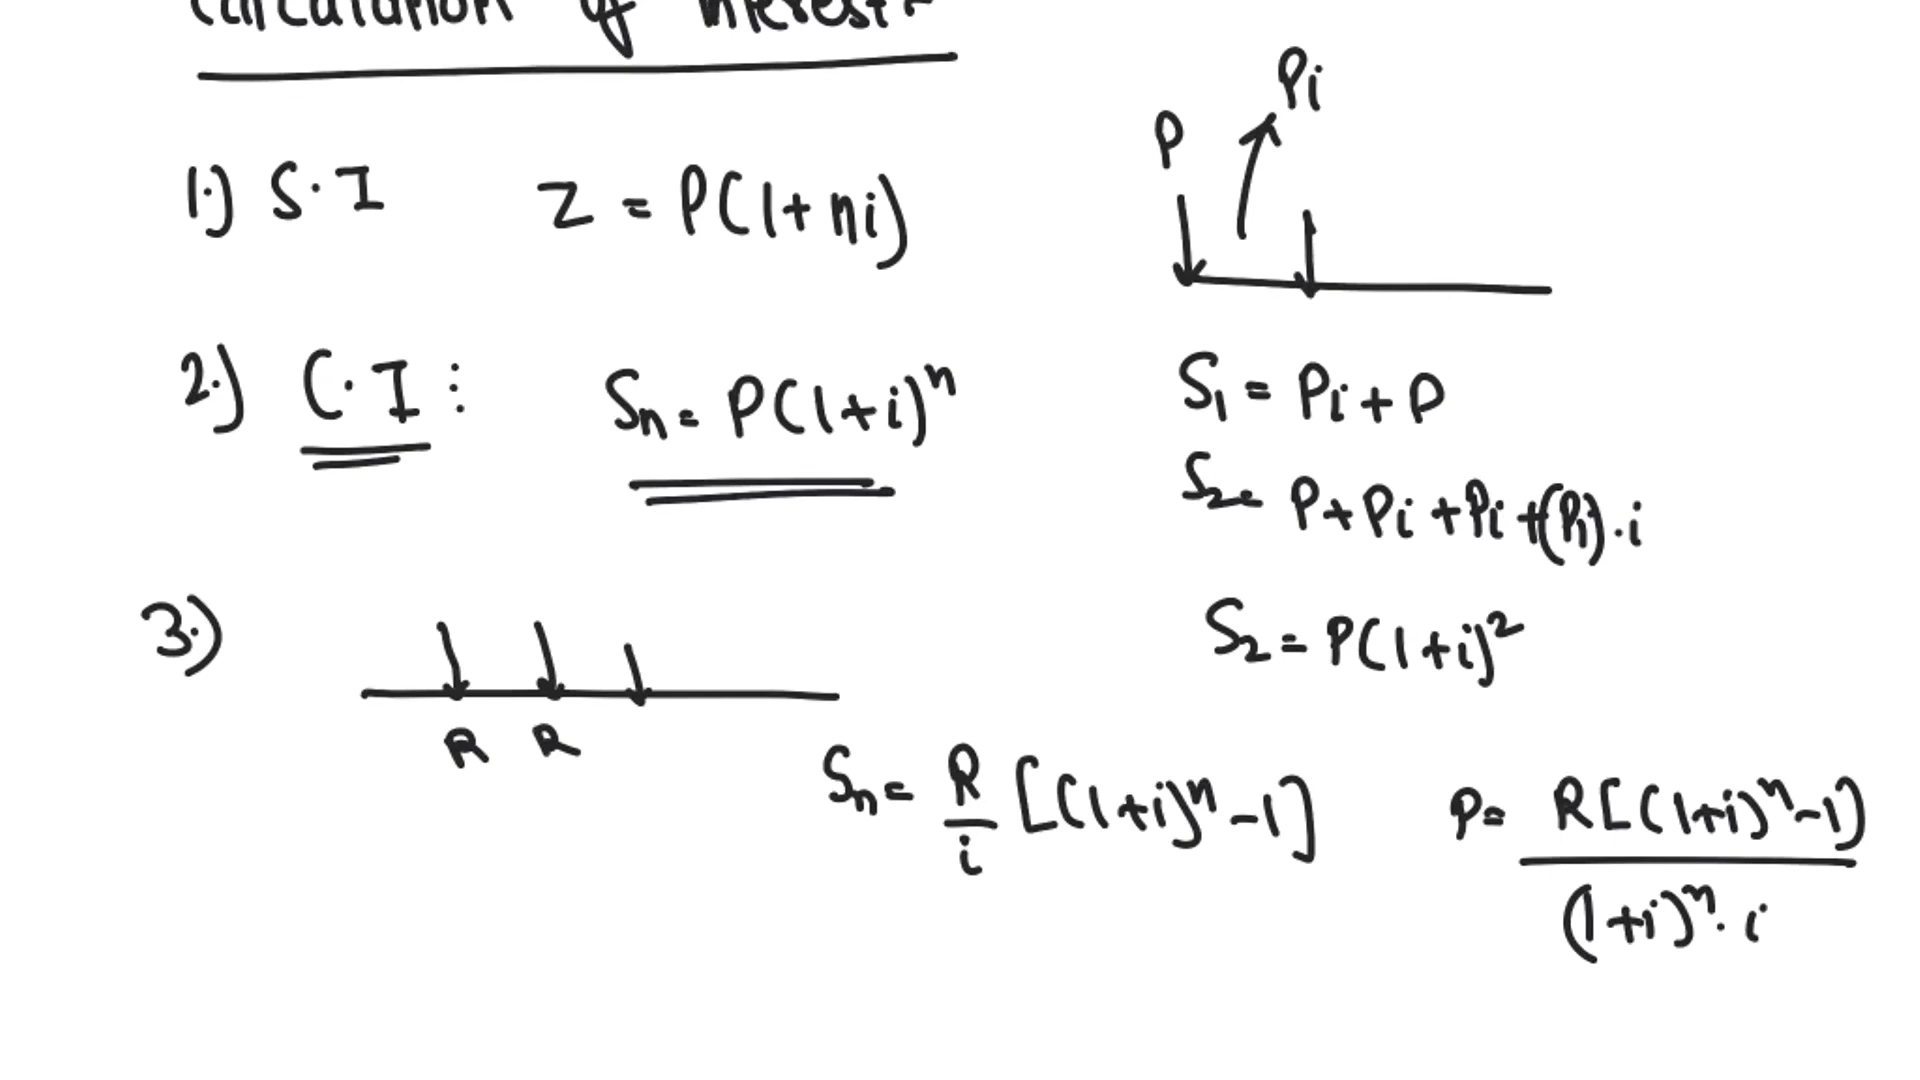 Calculation of Interest:-
1.) S.I Z = P(1+ni)
P Pi
2.) C.I : Sn = P(1+i)^n
S₁ = Pi + P
S₂ = P + Pi + Pi + (Pi).i
S₂ = P(1+i)²
3.)
R R
Sn = R/i [(1+i)^n -1]
P = R[(1+i)^n -1] / (1+i)^n . i